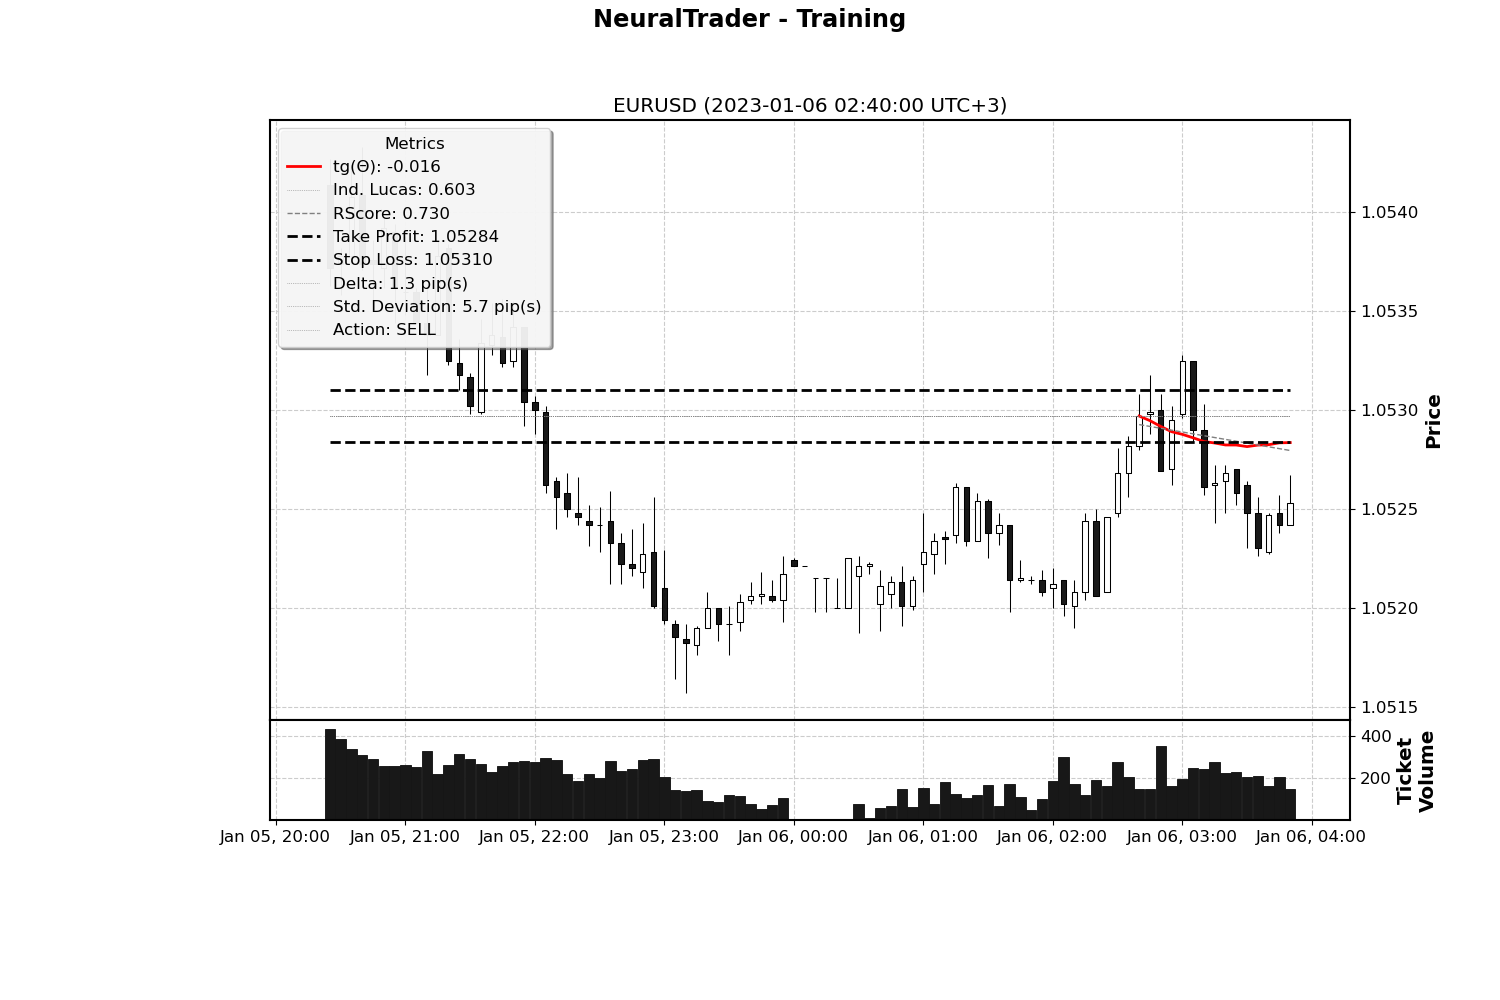 NeuralTrader - Training
EURUSD (2023-01-06 02:40:00 UTC+3)
Metrics
tg(Θ): -0.016
Ind. Lucas: 0.603
RScore: 0.730
Take Profit: 1.05284
Stop Loss: 1.05310
Delta: 1.3 pip(s)
Std. Deviation: 5.7 pip(s)
Action: SELL
1.0540
1.0535
1.0530
1.0525
1.0520
1.0515
Price
400
200
Ticket
Volume
Jan 05, 20:00
Jan 05, 21:00
Jan 05, 22:00
Jan 05, 23:00
Jan 06, 00:00
Jan 06, 01:00
Jan 06, 02:00
Jan 06, 03:00
Jan 06, 04:00